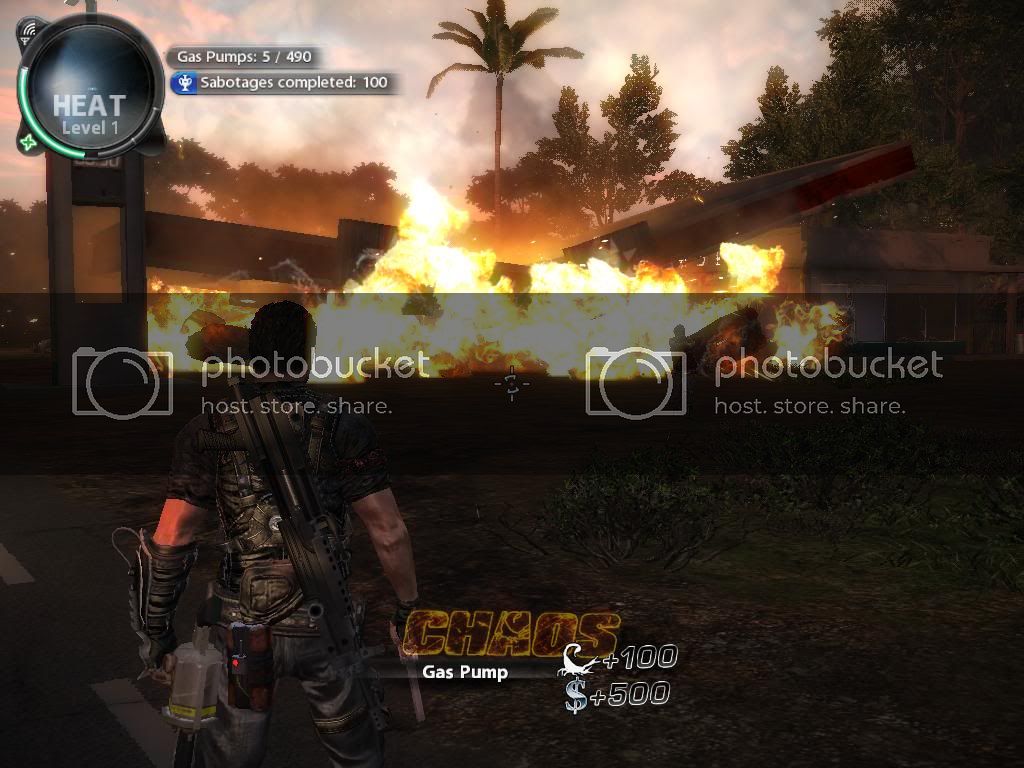 Gas Pumps: 5 / 490
Sabotages completed: 100
HEAT
Level 1
photobucket
host. store. share.
photobucket
host. store. share.
CHAOS
Gas Pump
+100
$+500